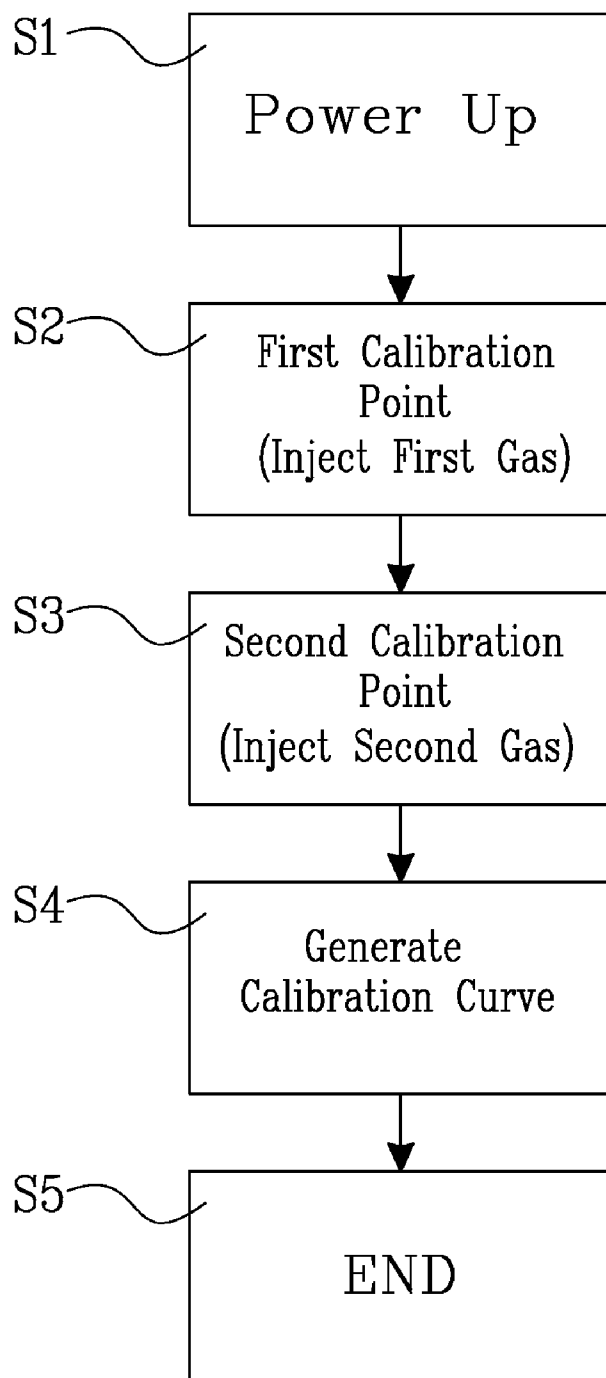 S1
Power Up
S2
First Calibration
Point
(Inject First Gas)
S3
Second Calibration
Point
(Inject Second Gas)
S4
Generate
Calibration Curve
S5
END